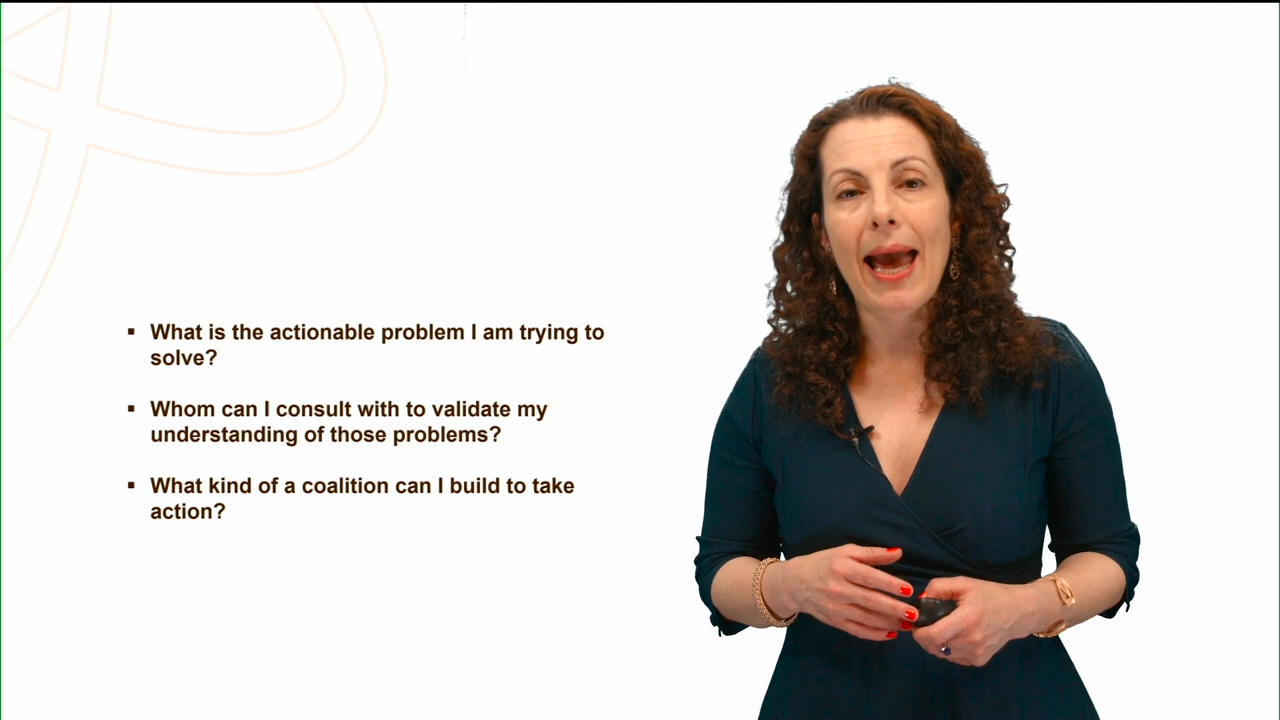 ▪ What is the actionable problem I am trying to
solve?
▪ Whom can I consult with to validate my
understanding of those problems?
▪ What kind of a coalition can I build to take
action?